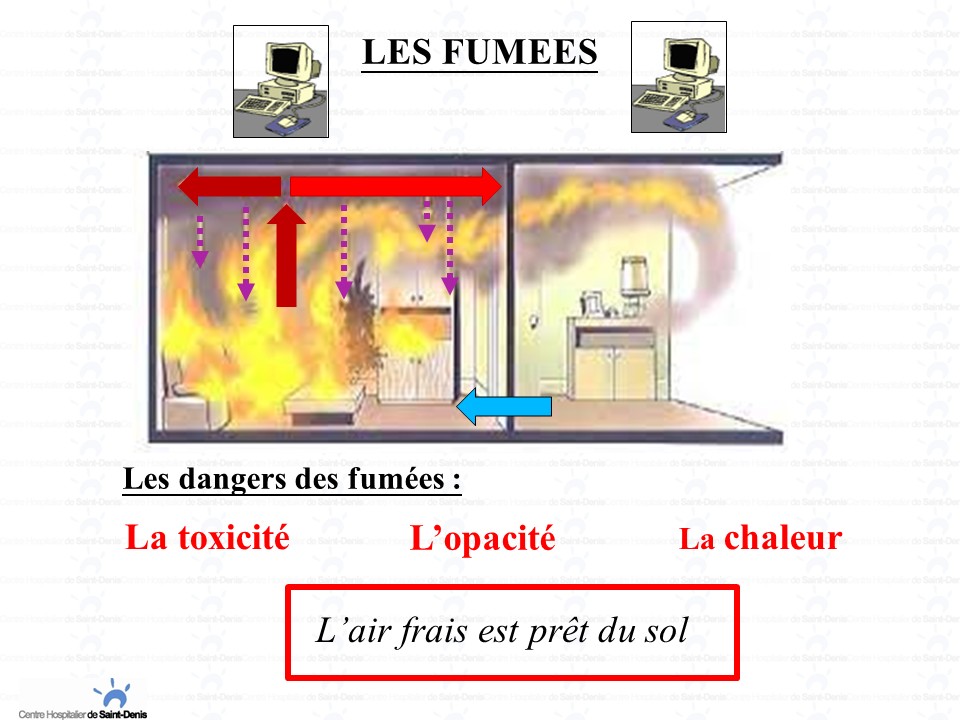 LES FUMEES
Les dangers des fumées :
La toxicité
L’opacité
La chaleur
L’air frais est prêt du sol
Centre Hospitalier de Saint-Denis